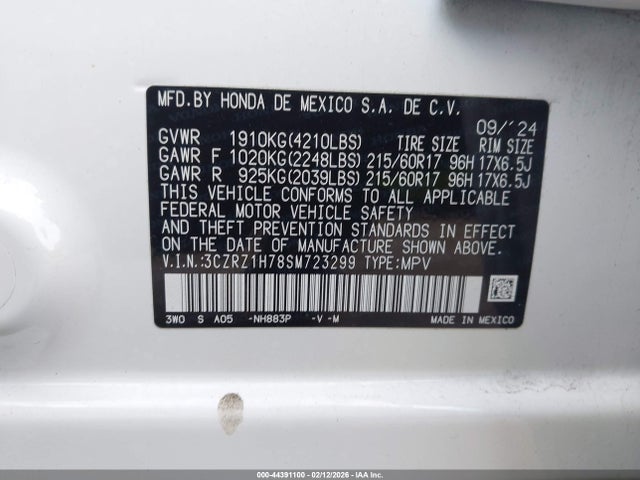 MFD.BY HONDA DE MEXICO S.A. DE C.V.
09/'24
GVWR 1910KG(4210LBS) TIRE SIZE RIM SIZE
GAWR F 1020KG(2248LBS) 215/60R17 96H 17X6.5J
GAWR R 925KG(2039LBS) 215/60R17 96H 17X6.5J
THIS VEHICLE CONFORMS TO ALL APPLICABLE
FEDERAL MOTOR VEHICLE SAFETY
AND THEFT PREVENTION STANDARDS IN EFFECT
ON THE DATE OF MANUFACTURE SHOWN ABOVE.
V.I.N.:3CZRZ1H78SM723299 TYPE:MPV
3WO S A05 -NH883P -V -M MADE IN MEXICO
000-44391100 - 02/12/2026 - IAAI.com